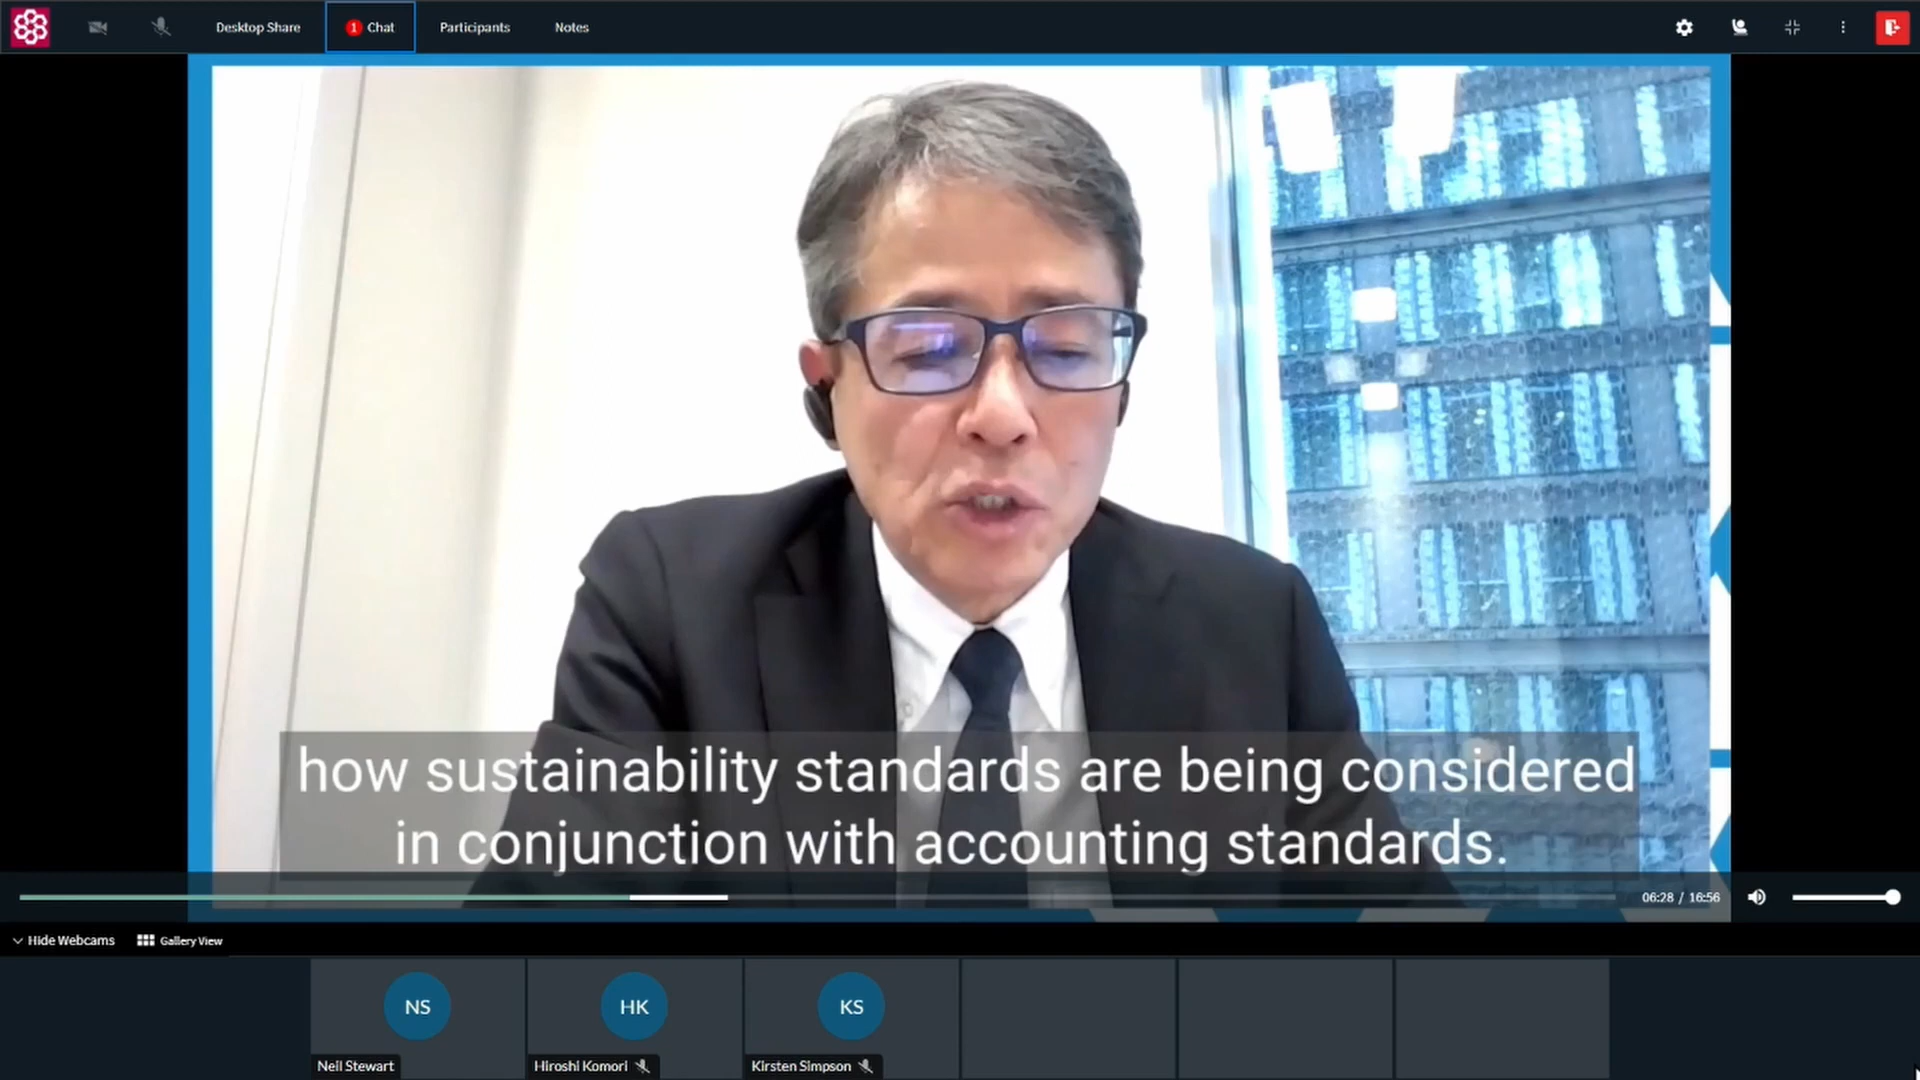 Desktop Share
1 Chat
Participants
Notes
how sustainability standards are being considered
in conjunction with accounting standards.
06:28 / 16:56
Hide Webcams
Gallery View
NS
HK
KS
Neil Stewart
Hiroshi Komori
Kirsten Simpson